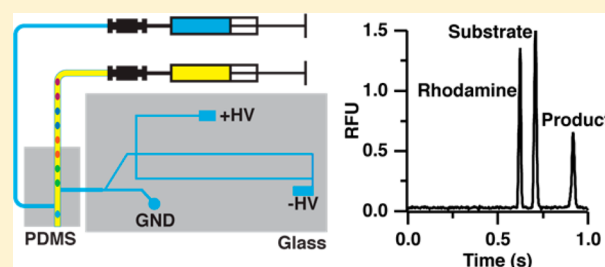 +HV
-HV
GND
PDMS
Glass
1.5
1.0
0.5
0.0
RFU
Substrate
Rhodamine
Product
0.0
0.5
1.0
Time (s)